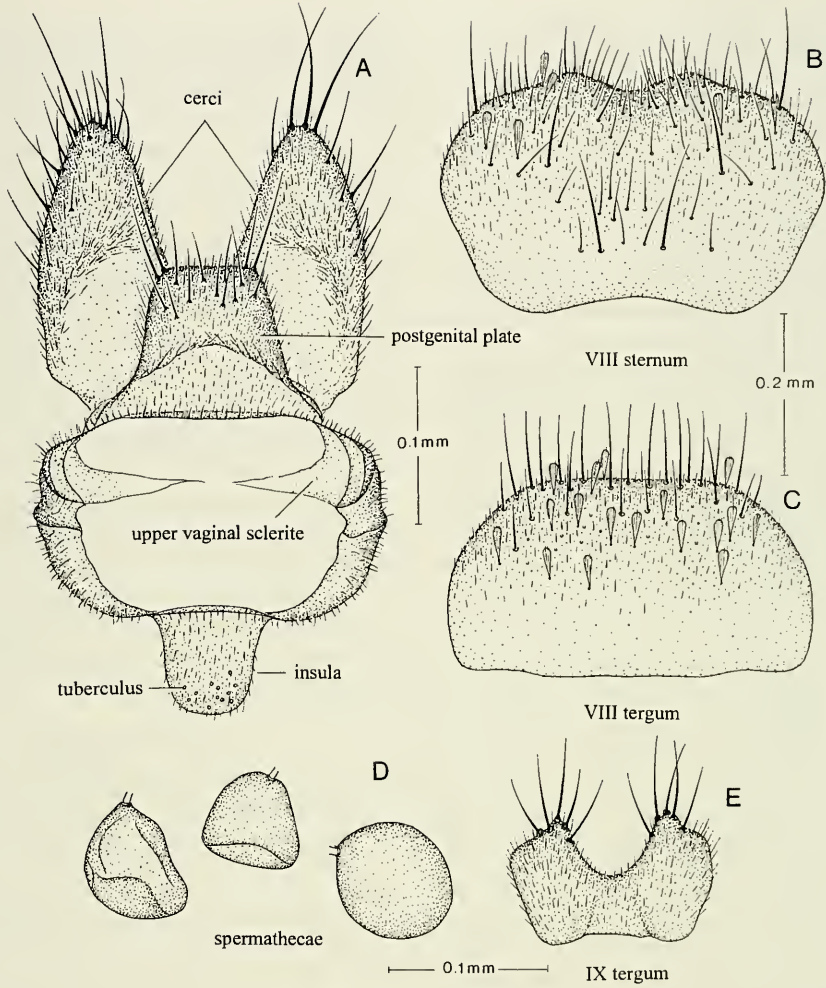 A
cerci
B
postgenital plate
VIII sternum
0.2 mm
0.1mm
C
upper vaginal sclerite
insula
tuberculus
VIII tergum
D
E
spermathecae
0.1mm
IX tergum